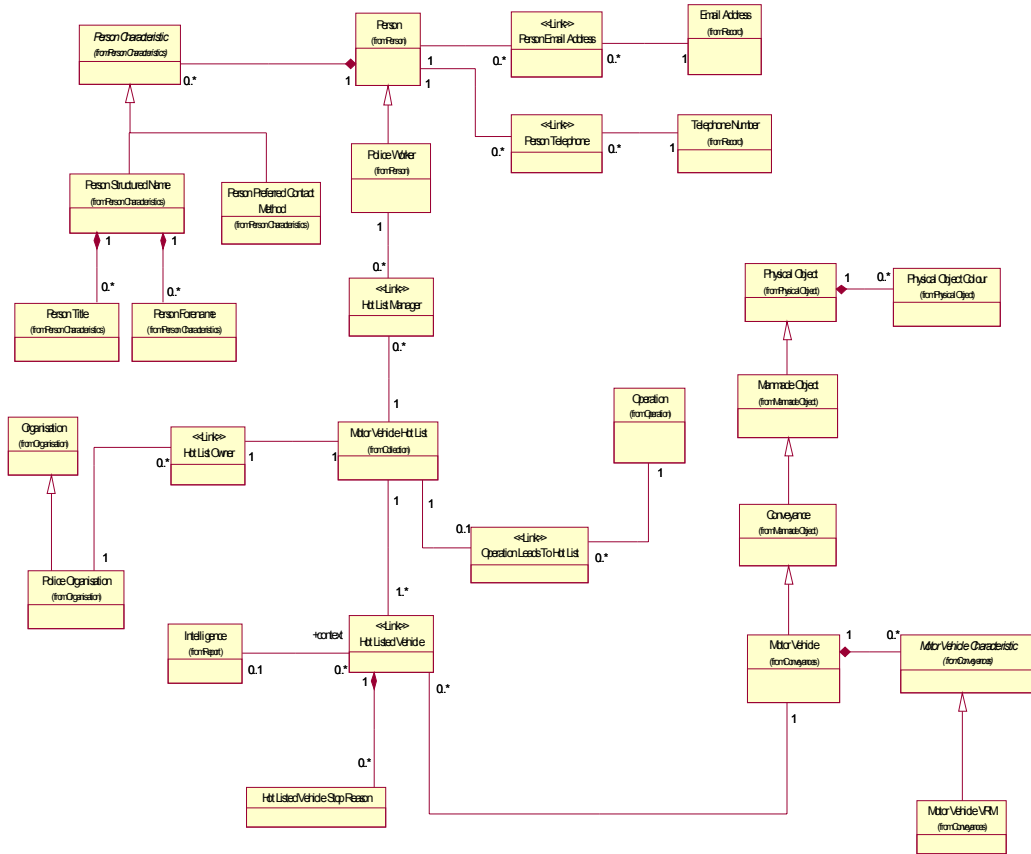 Person Characteristic
(from Person Characteristics)
0..*
Person
(from Person)
1
1
1
<<Link>>
Person Email Address
0..*
0..*
Email Address
(from Record)
1
<<Link>>
Person Telephone
0..*
0..*
Telephone Number
(from Record)
1
Police Worker
(from Person)
1
0..*
Person Structured Name
(from Person Characteristics)
1
1
Person Preferred Contact
Method
(from Person Characteristics)
0..*
0..*
Person Title
(from Person Characteristics)
Person Forename
(from Person Characteristics)
<<Link>>
Hot List Manager
0..*
1
Physical Object
(from Physical Object)
1
0..*
Physical Object Colour
(from Physical Object)
Manmade Object
(from Manmade Object)
Organisation
(from Organisation)
<<Link>>
Hot List Owner
0..*
1
Motor Vehicle Hot List
(from Collection)
1
1
1
Operation
(from Operation)
1
0..1
<<Link>>
Operation Leads To Hot List
0..*
Conveyance
(from Manmade Object)
1
Police Organisation
(from Organisation)
1..*
Intelligence
(from Report)
0..1
+context
0..*
<<Link>>
Hot Listed Vehicle
1
0..*
Motor Vehicle
(from Conveyances)
1
0..*
1
Motor Vehicle Characteristic
(from Conveyances)
0..*
Hot Listed Vehicle Stop Reason
Motor Vehicle VRM
(from Conveyances)